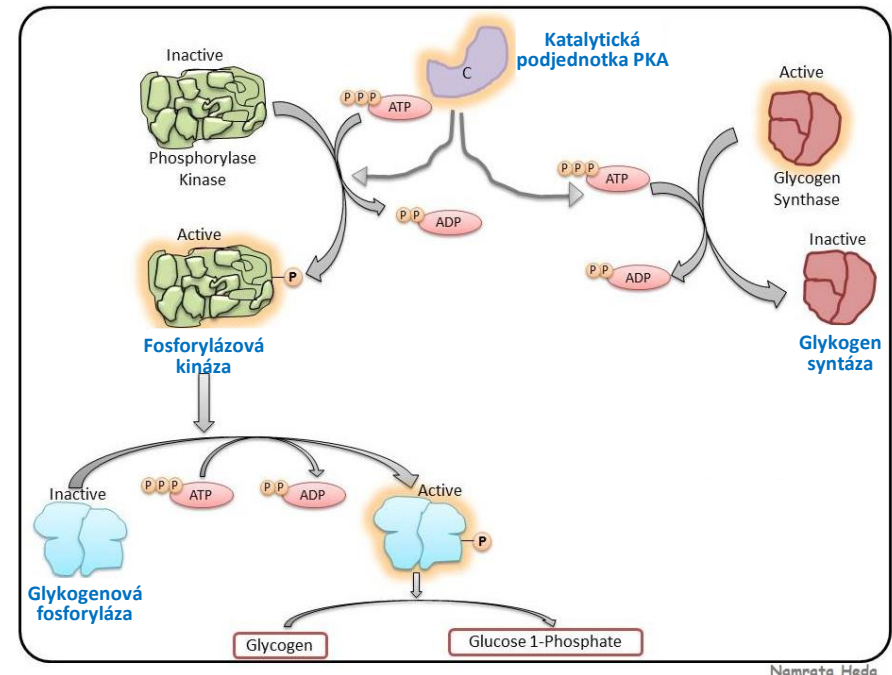 Inactive
Phosphorylase
Kinase
P P P
ATP
C
Katalytická
podjednotka PKA
Active
Glycogen
Synthase
P P
ADP
P P P
ATP
P P
ADP
Inactive
Glykogen
syntáza
Active
P
Fosforylázová
kináza
Inactive
P P P
ATP
P P
ADP
Active
P
Glykogenová
fosforyláza
Glycogen
Glucose 1-Phosphate
Namrata Heda